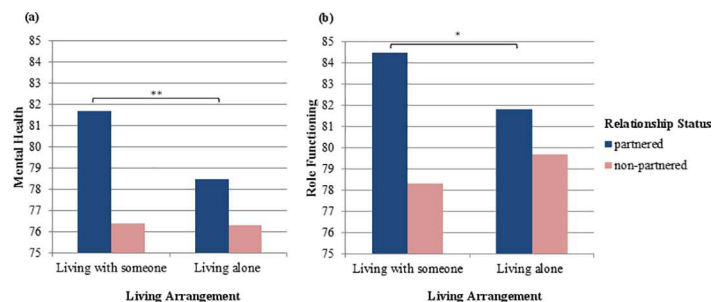 (a)
85
84
83
82
81
80
79
78
77
76
75
Mental Health
**
Living with someone
Living alone
Living Arrangement
(b)
85
84
83
82
81
80
79
78
77
76
75
Role Functioning
*
Living with someone
Living alone
Living Arrangement
Relationship Status
partnered
non-partnered